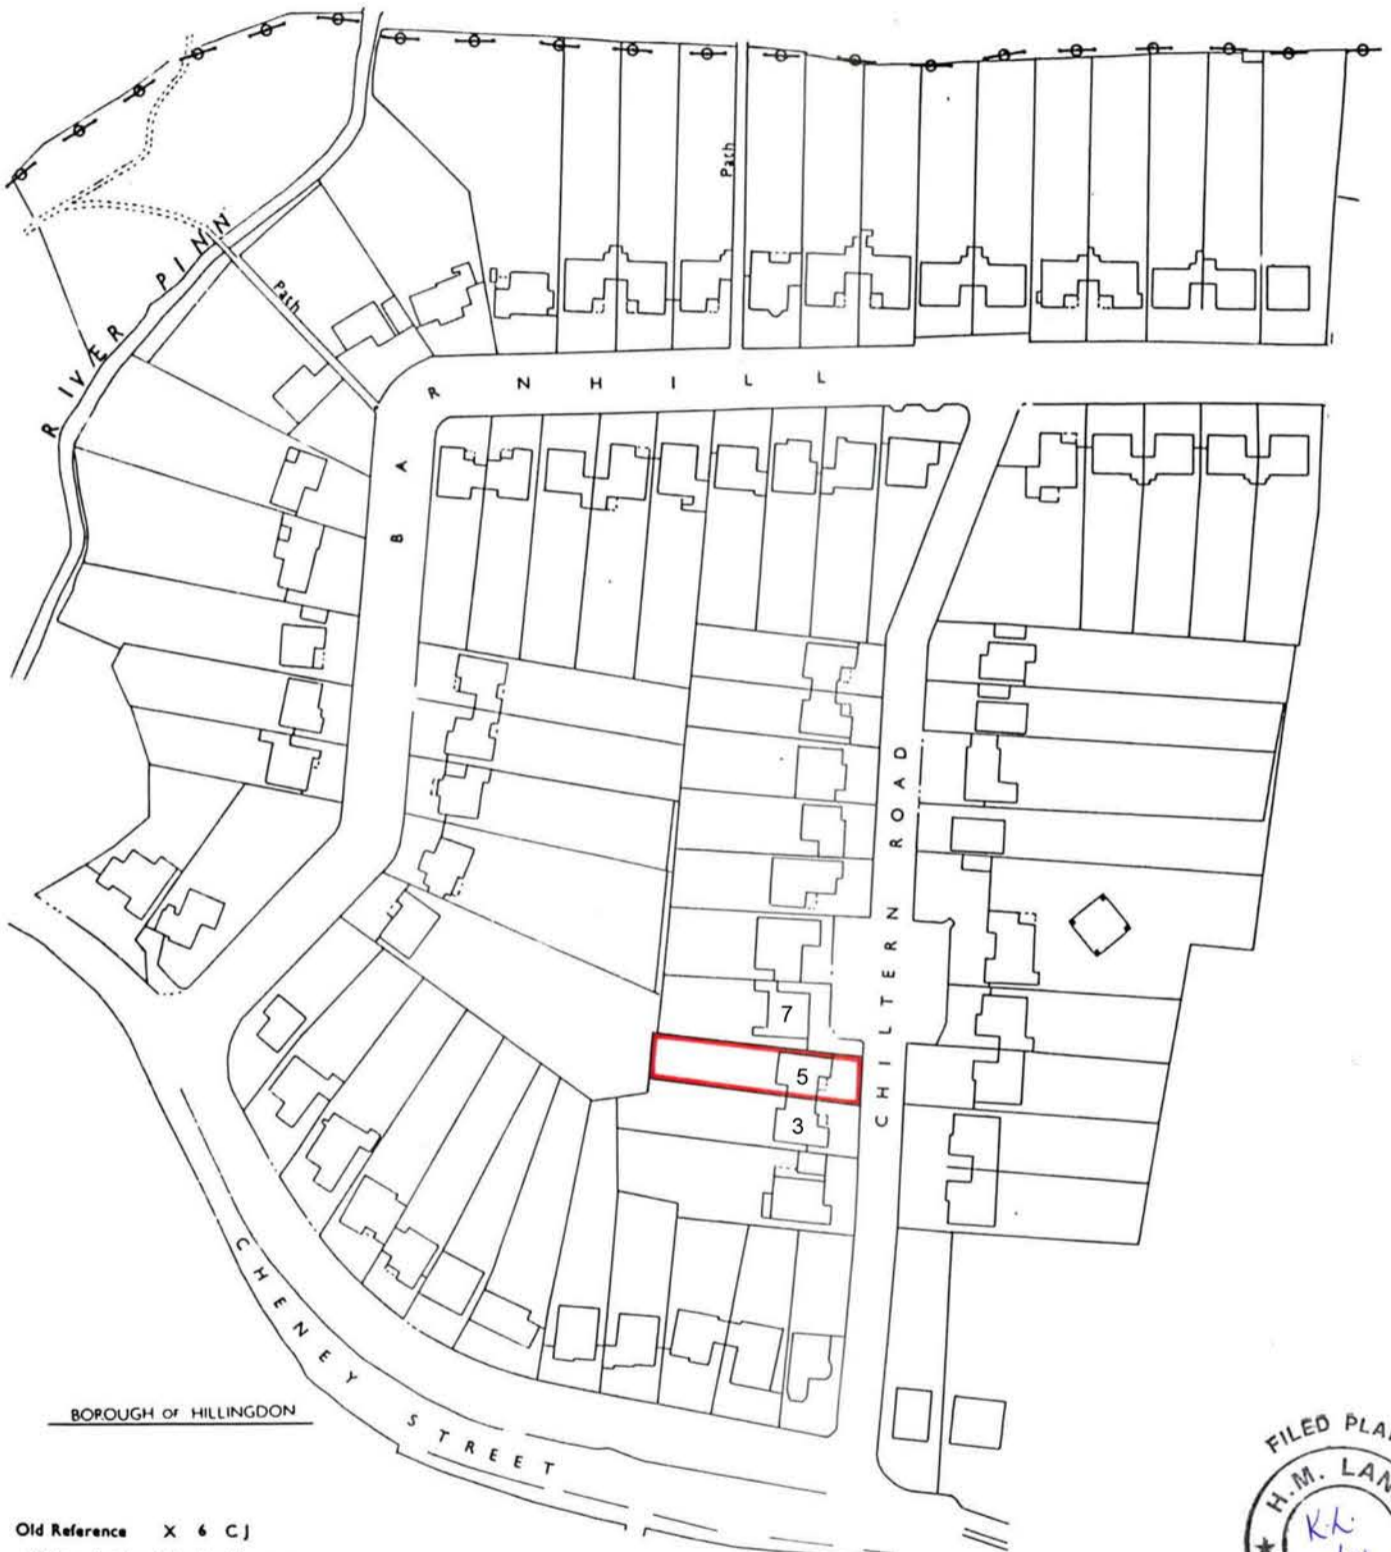 Path
RIVER PINN
Path
BARNHILL
CHILTERN ROAD
7
5
3
CHENEY STREET
BOROUGH OF HILLINGDON
Old Reference X 6 CJ
FILED PLA
H.M. LAN
K.L.